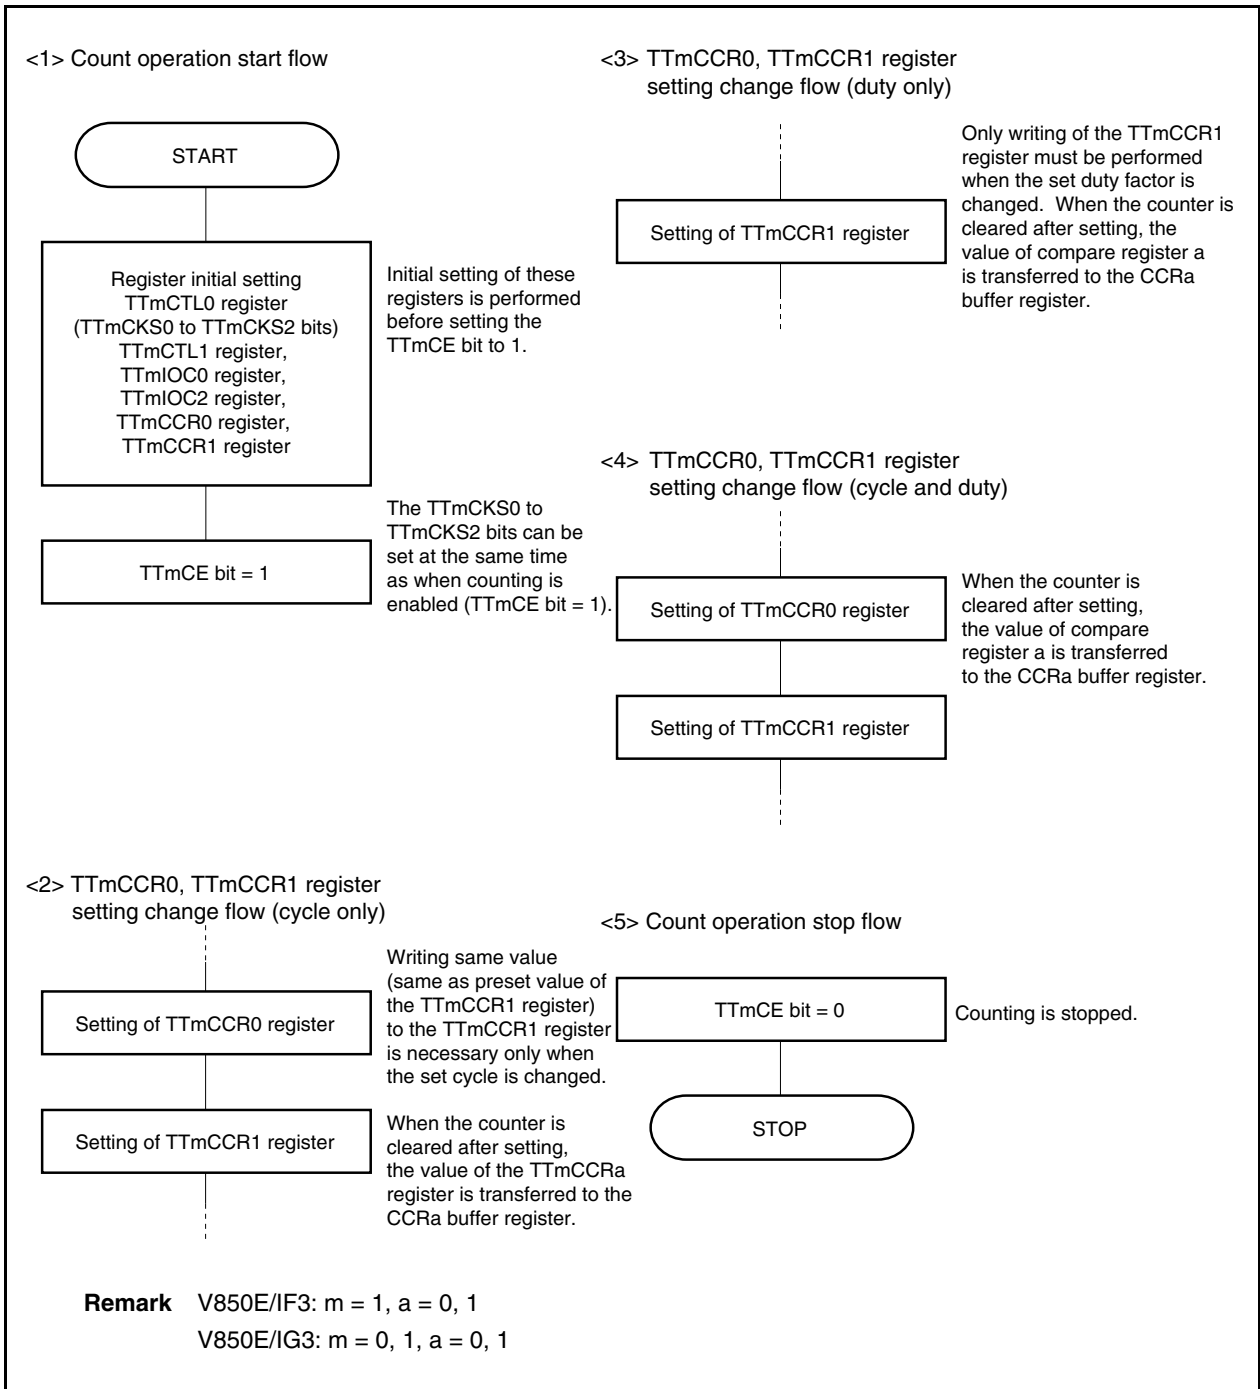 <1> Count operation start flow
START
Register initial setting
TTmCTL0 register
(TTmCKS0 to TTmCKS2 bits)
TTmCTL1 register,
TTmIOC0 register,
TTmIOC2 register,
TTmCCR0 register,
TTmCCR1 register
Initial setting of these
registers is performed
before setting the
TTmCE bit to 1.
TTmCE bit = 1
The TTmCKS0 to
TTmCKS2 bits can be
set at the same time
as when counting is
enabled (TTmCE bit = 1).
<2> TTmCCR0, TTmCCR1 register
setting change flow (cycle only)
Setting of TTmCCR0 register
Writing same value
(same as preset value of
the TTmCCR1 register)
to the TTmCCR1 register
is necessary only when
the set cycle is changed.
Setting of TTmCCR1 register
When the counter is
cleared after setting,
the value of the TTmCCRa
register is transferred to the
CCRa buffer register.
<3> TTmCCR0, TTmCCR1 register
setting change flow (duty only)
Setting of TTmCCR1 register
Only writing of the TTmCCR1
register must be performed
when the set duty factor is
changed. When the counter is
cleared after setting, the
value of compare register a
is transferred to the CCRa
buffer register.
<4> TTmCCR0, TTmCCR1 register
setting change flow (cycle and duty)
Setting of TTmCCR0 register
When the counter is
cleared after setting,
the value of compare
register a is transferred
to the CCRa buffer register.
Setting of TTmCCR1 register
<5> Count operation stop flow
TTmCE bit = 0
Counting is stopped.
STOP
Remark V850E/IF3: m = 1, a = 0, 1
V850E/IG3: m = 0, 1, a = 0, 1